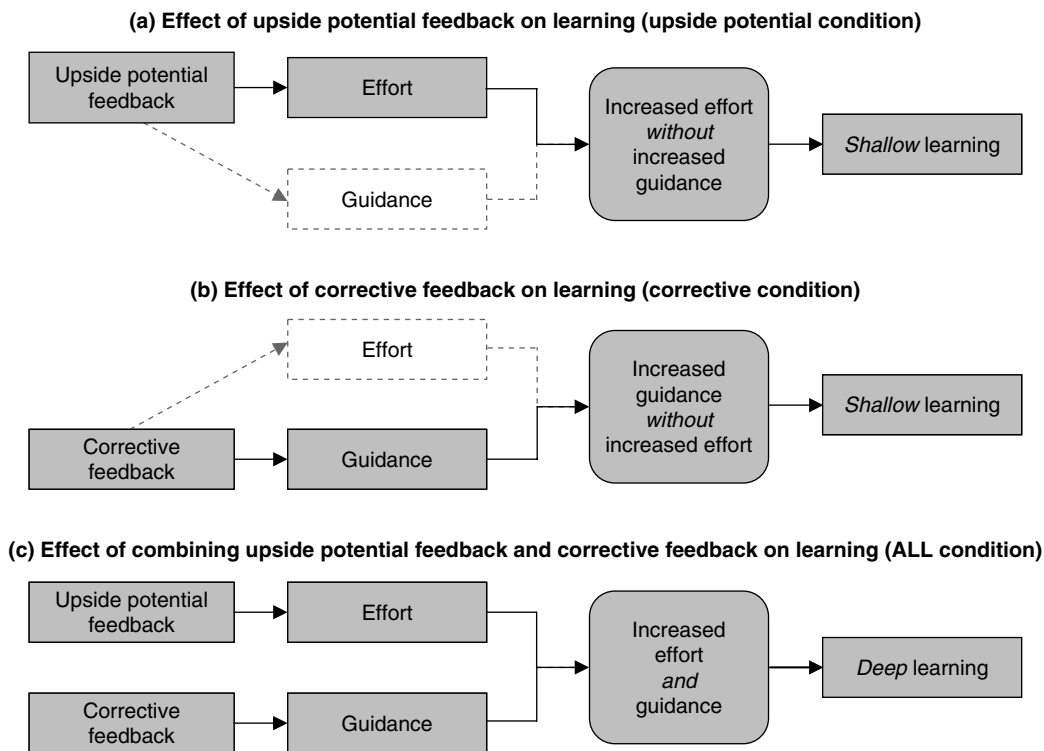 (a) Effect of upside potential feedback on learning (upside potential condition)
Upside potential
feedback
Effort
Guidance
Increased effort
without
increased
guidance
Shallow learning
(b) Effect of corrective feedback on learning (corrective condition)
Effort
Corrective
feedback
Guidance
Increased
guidance
without
increased effort
Shallow learning
(c) Effect of combining upside potential feedback and corrective feedback on learning (ALL condition)
Upside potential
feedback
Effort
Corrective
feedback
Guidance
Increased
effort
and
guidance
Deep learning